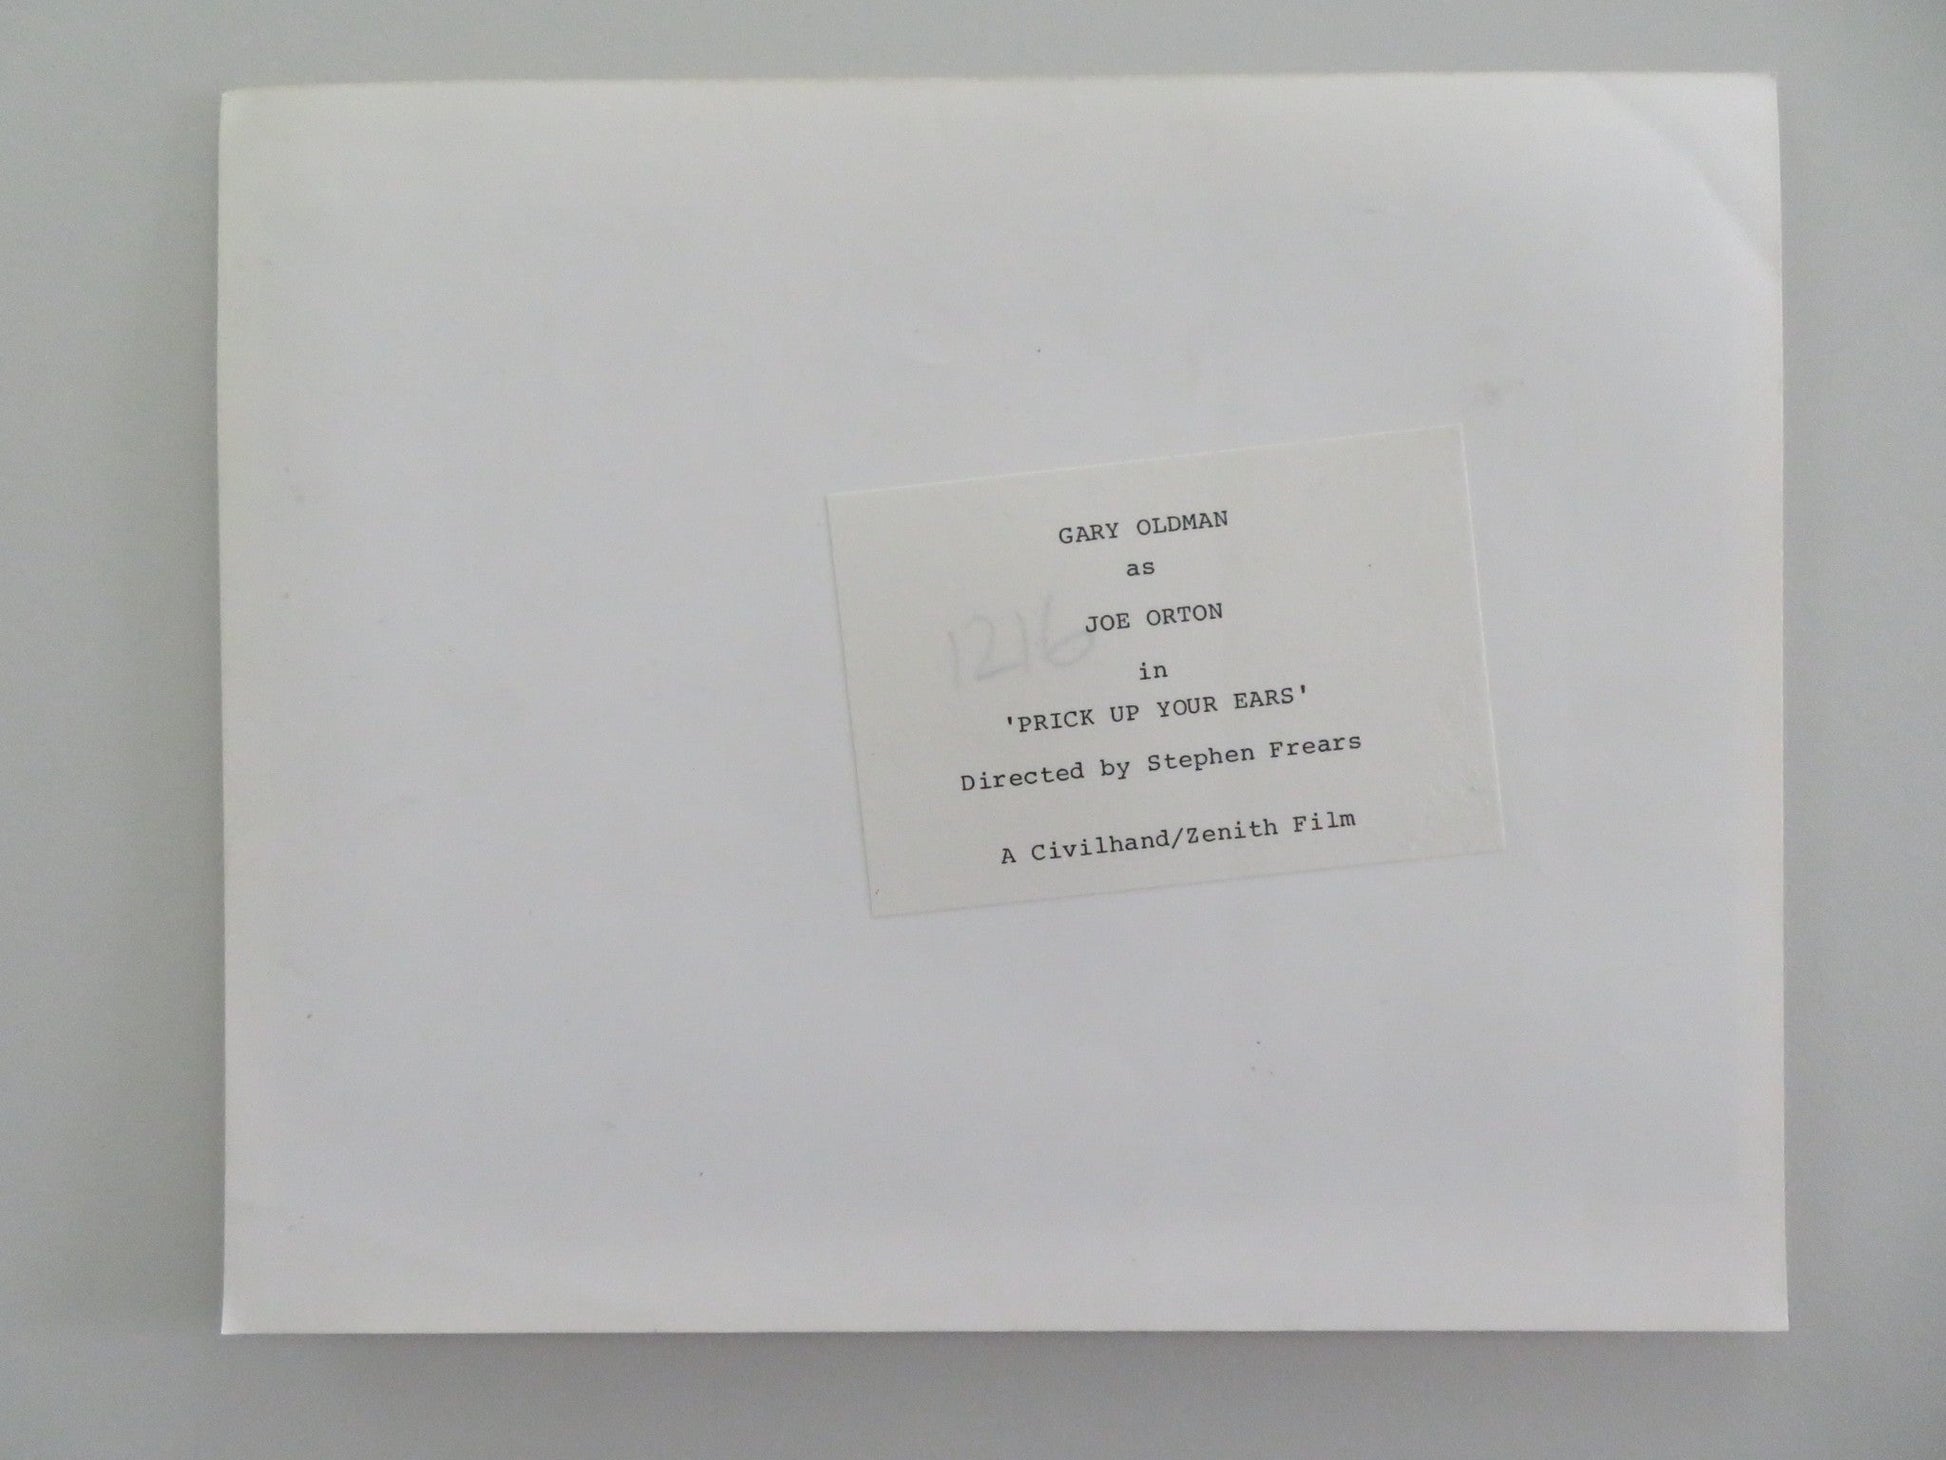 GARY OLDMAN
as
JOE ORTON
1216
in
'PRICK UP YOUR EARS'
Directed by Stephen Frears
A Civilhand/Zenith Film